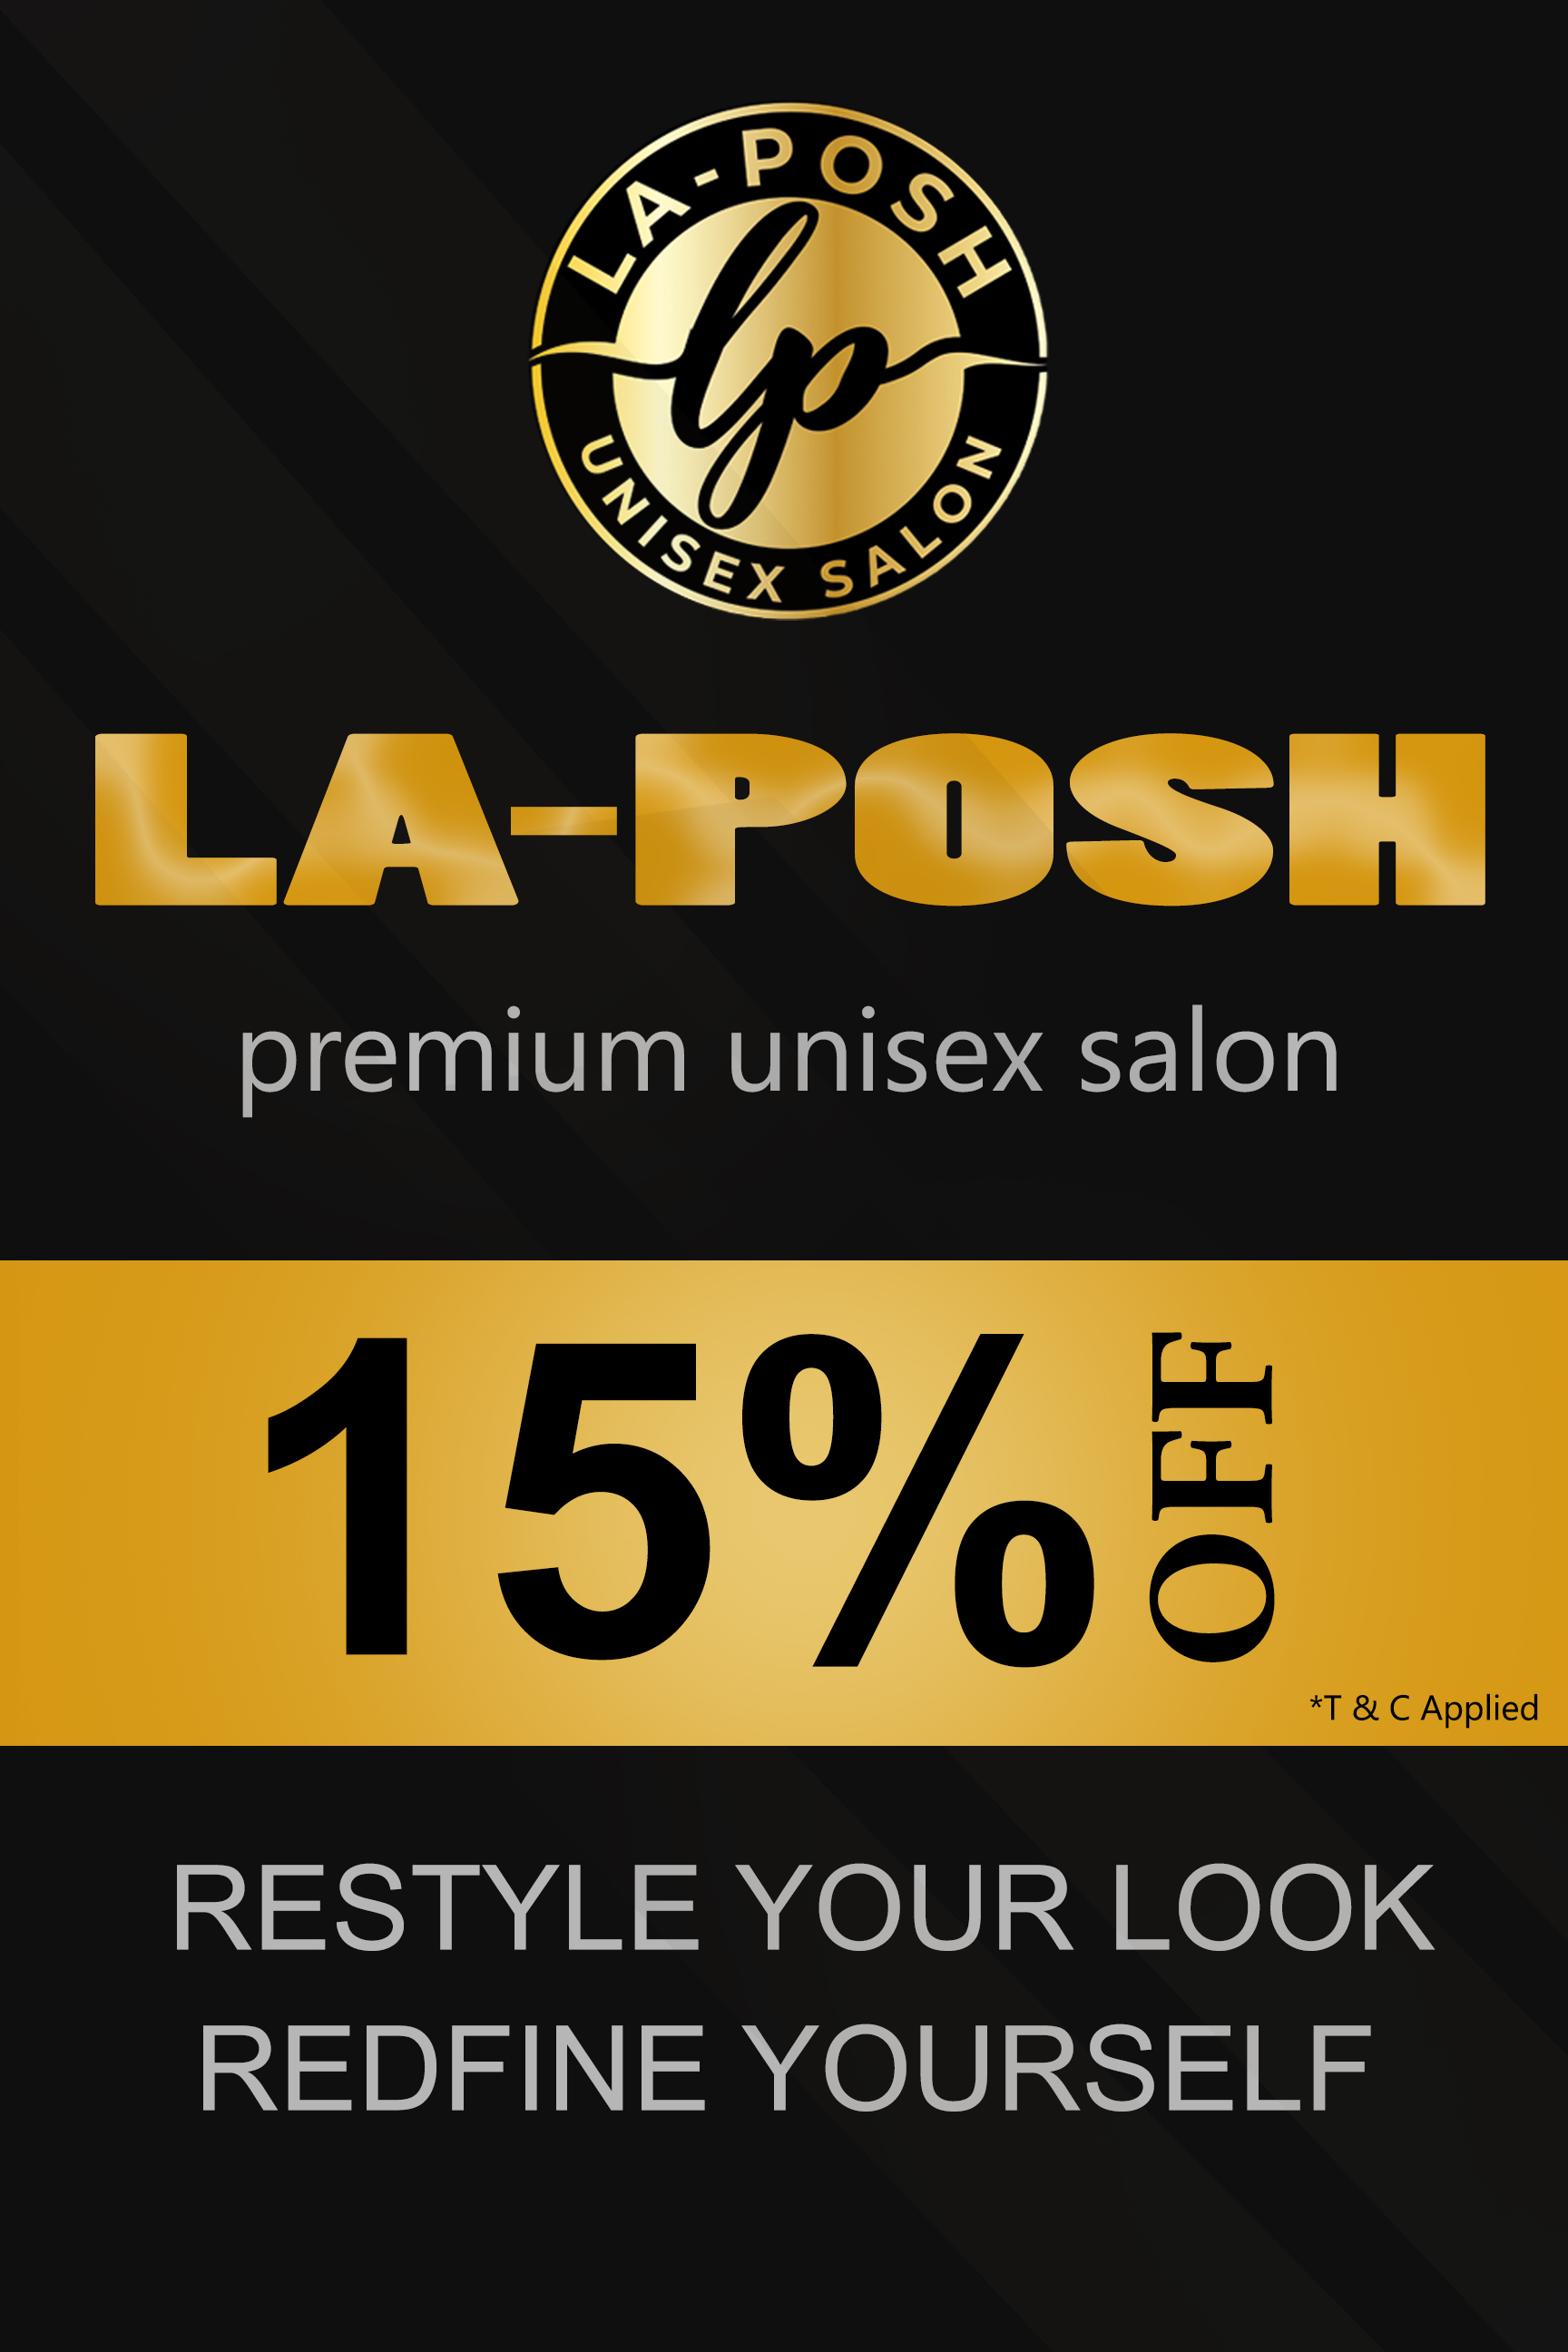 LA-POSH
lp
UNISEX SALON
LA-POSH
premium unisex salon
15% OFF
*T & C Applied
RESTYLE YOUR LOOK
REDFINE YOURSELF